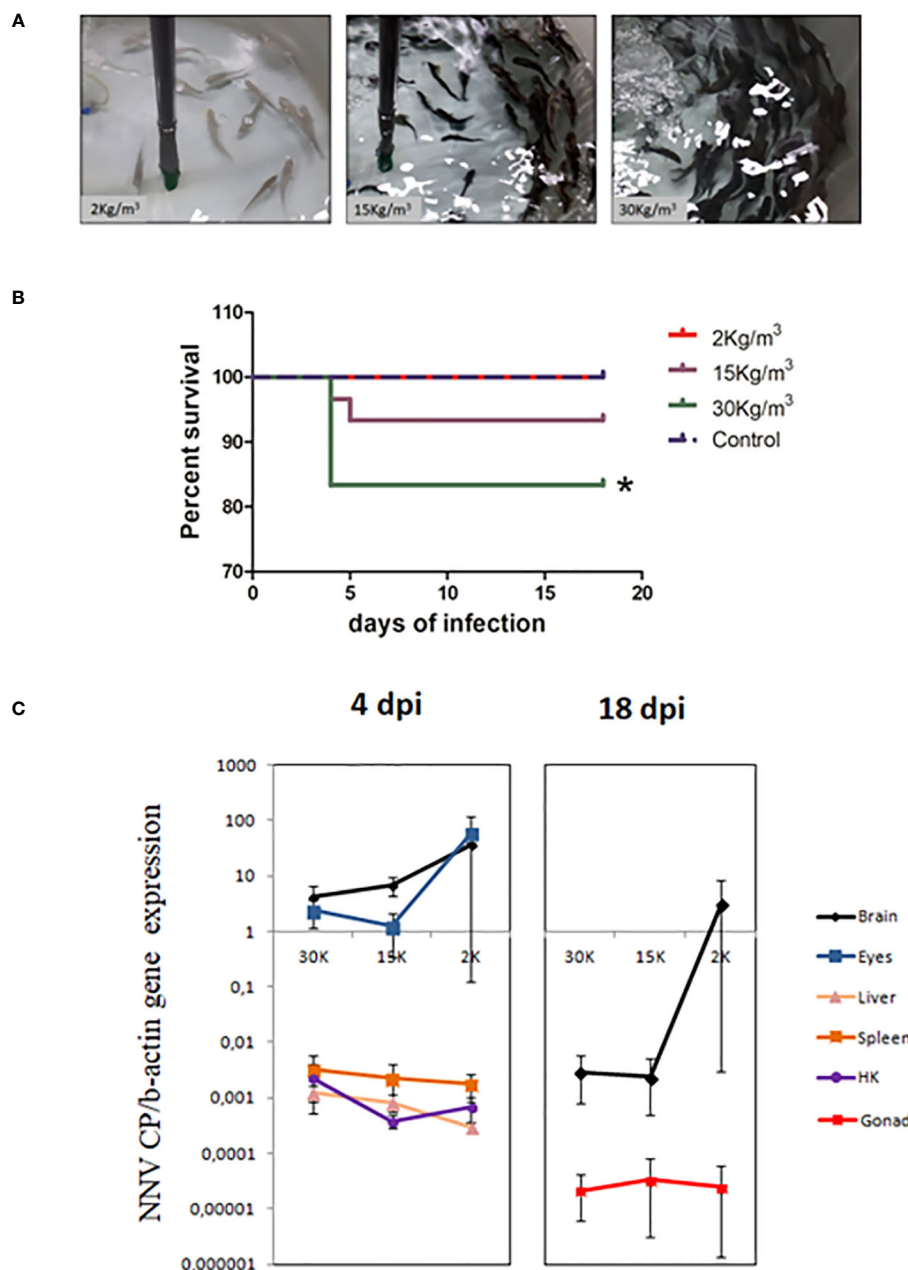 A
2Kg/m³
15Kg/m³
30Kg/m³
B
110
100
90
80
70
Percent survival
0
5
10
15
20
days of infection
2Kg/m³
15Kg/m³
30Kg/m³
Control
*
C
4 dpi
18 dpi
NNV CP/b-actin gene expression
1000
100
10
1
0,1
0,01
0,001
0,0001
0,00001
0,000001
30K
15K
2K
30K
15K
2K
Brain
Eyes
Liver
Spleen
HK
Gonad